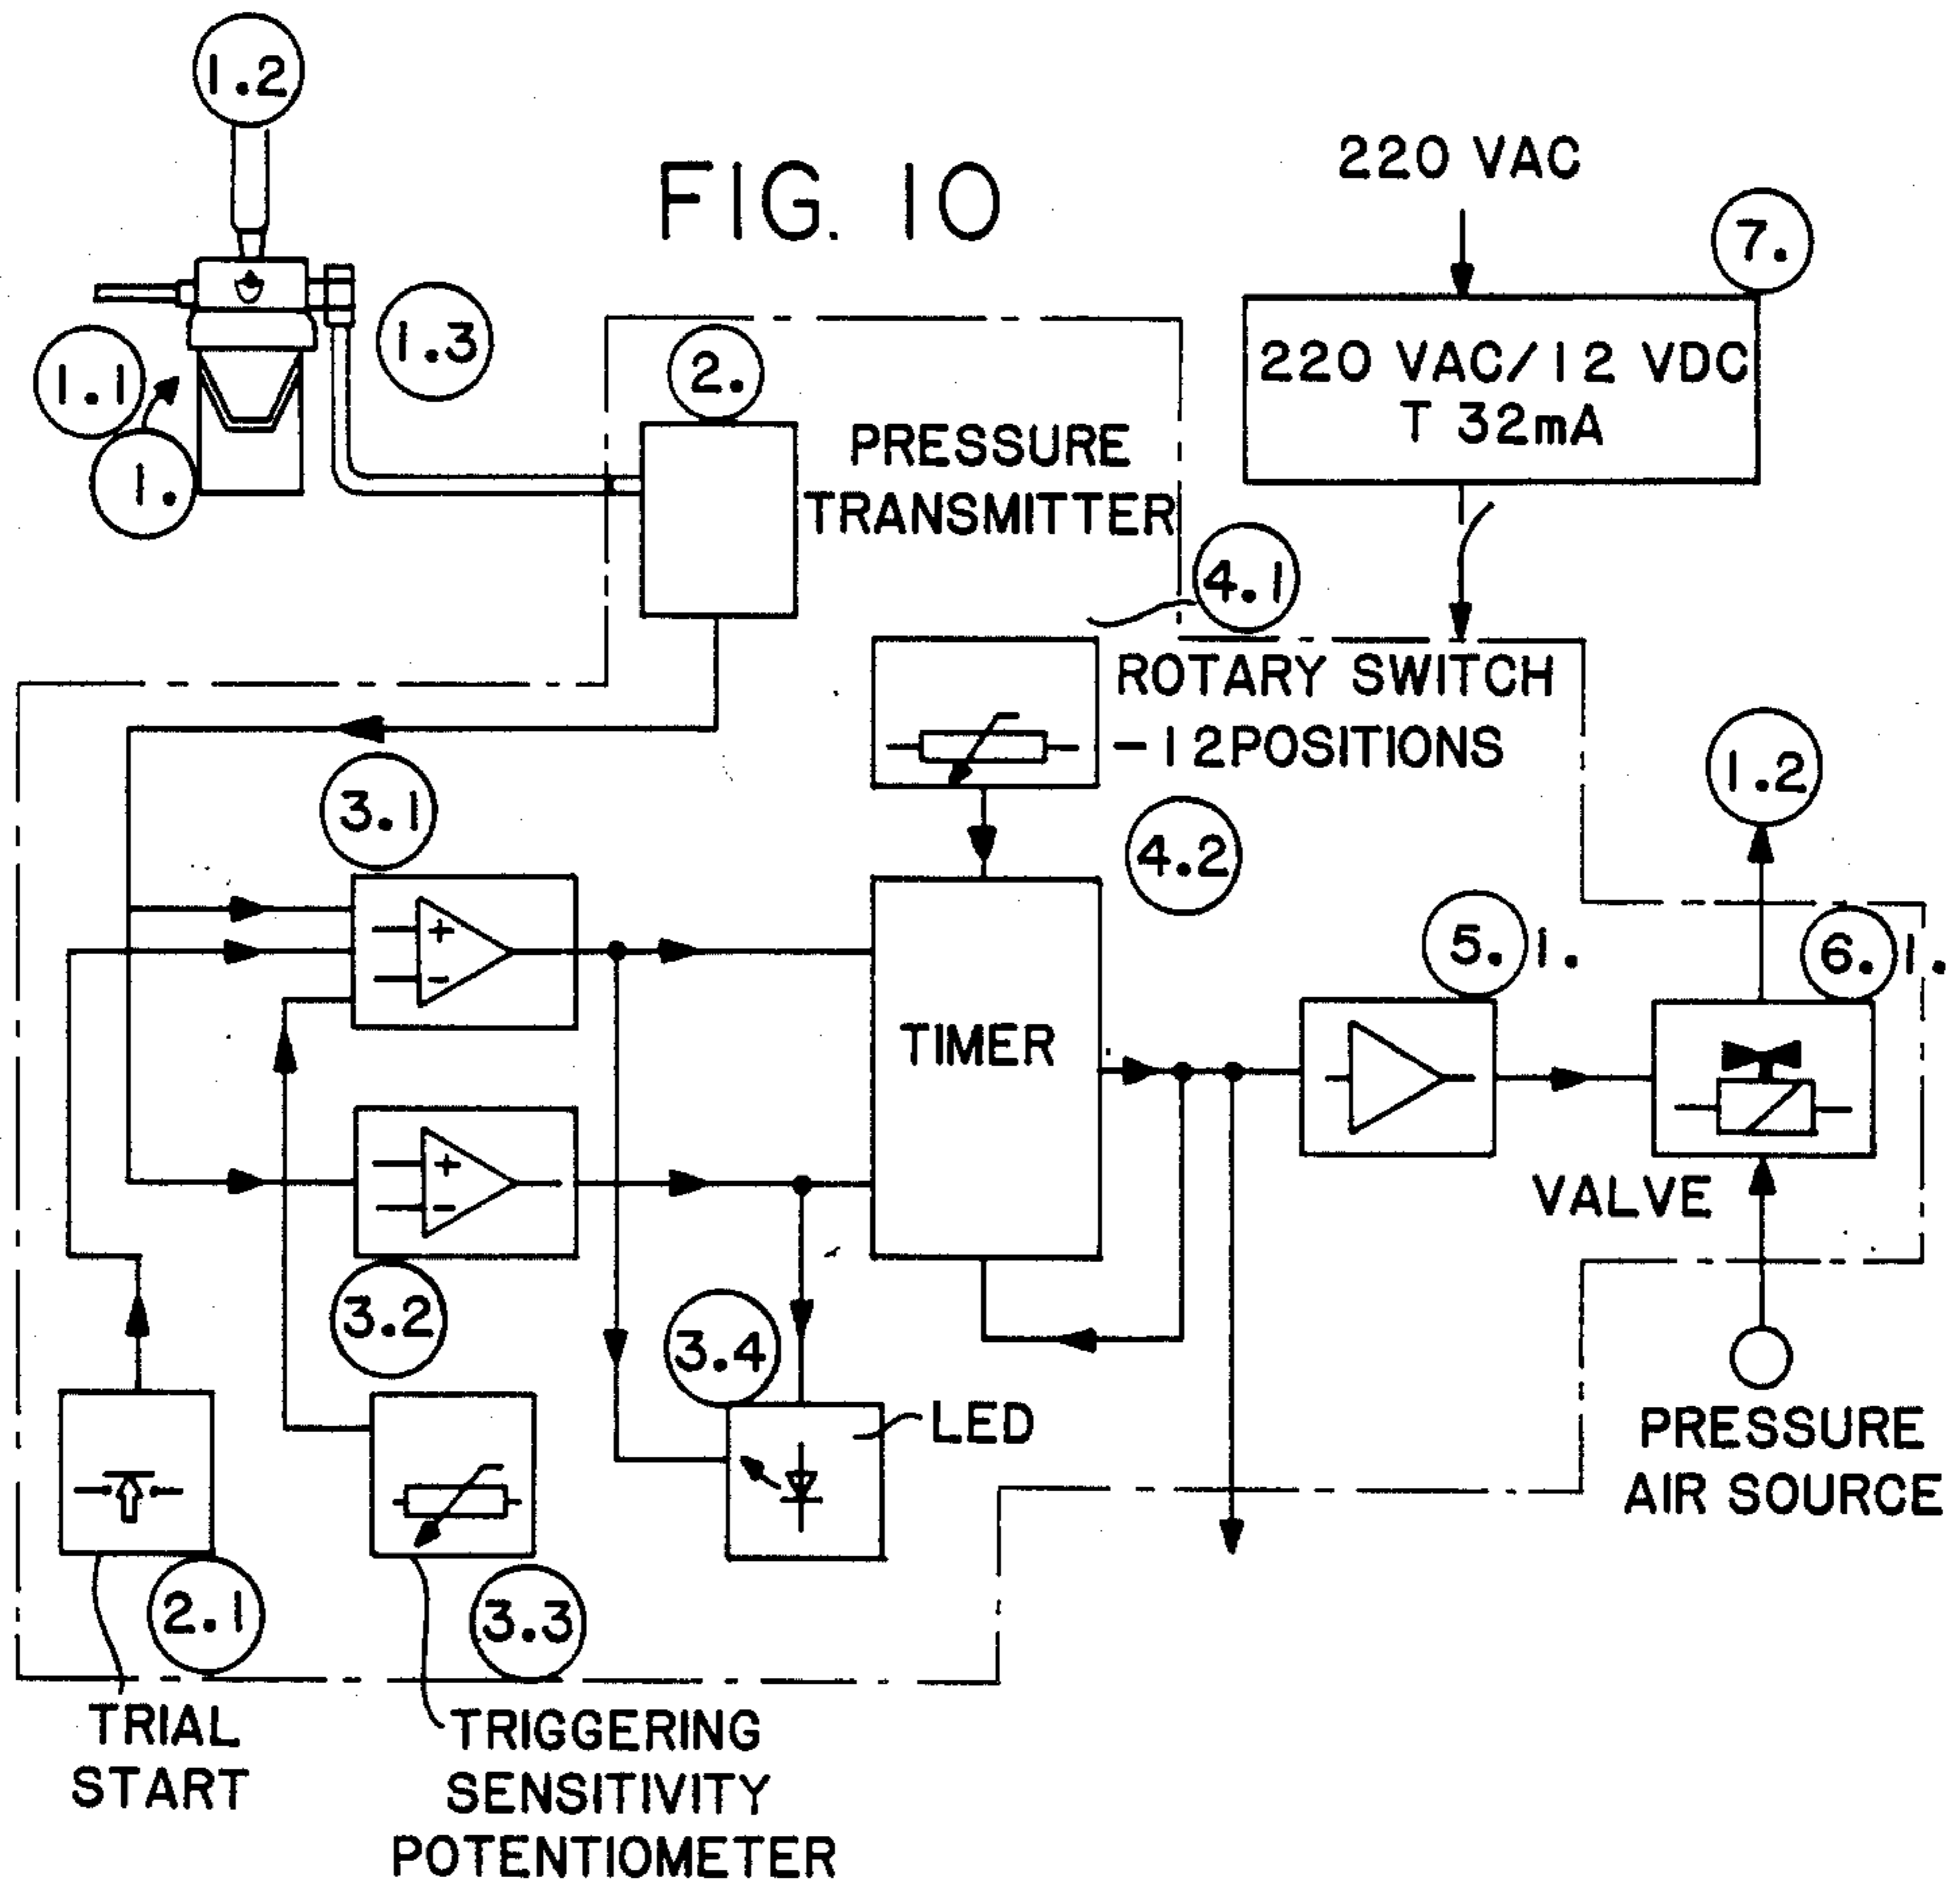 1.2
FIG. 10
220 VAC
7.
1.3
220 VAC/12 VDC
T 32mA
1.1
2.
1.
PRESSURE
TRANSMITTER
4.1
ROTARY SWITCH
-12POSITIONS
1.2
3.1
4.2
5.1.
6.1.
+
-
TIMER
+
-
VALVE
3.2
3.4
LED
PRESSURE
AIR SOURCE
2.1
3.3
TRIAL
START
TRIGGERING
SENSITIVITY
POTENTIOMETER